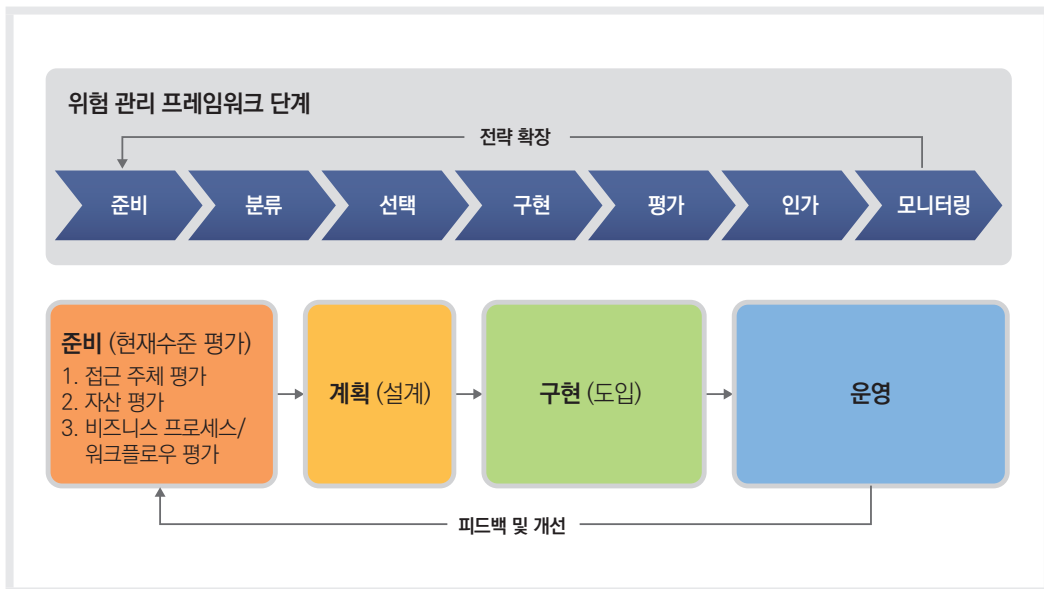 위험 관리 프레임워크 단계
전략 확장
준비
분류
선택
구현
평가
인가
모니터링
준비 (현재수준 평가)
1. 접근 주체 평가
2. 자산 평가
3. 비즈니스 프로세스/
워크플로우 평가
계획 (설계)
구현 (도입)
운영
피드백 및 개선